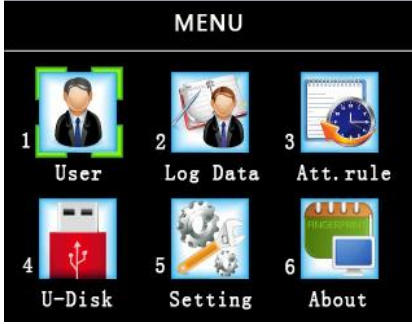 MENU
1 2 3
User Log Data Att.rule
FINGERPRINT
4 5 6
U-Disk Setting About